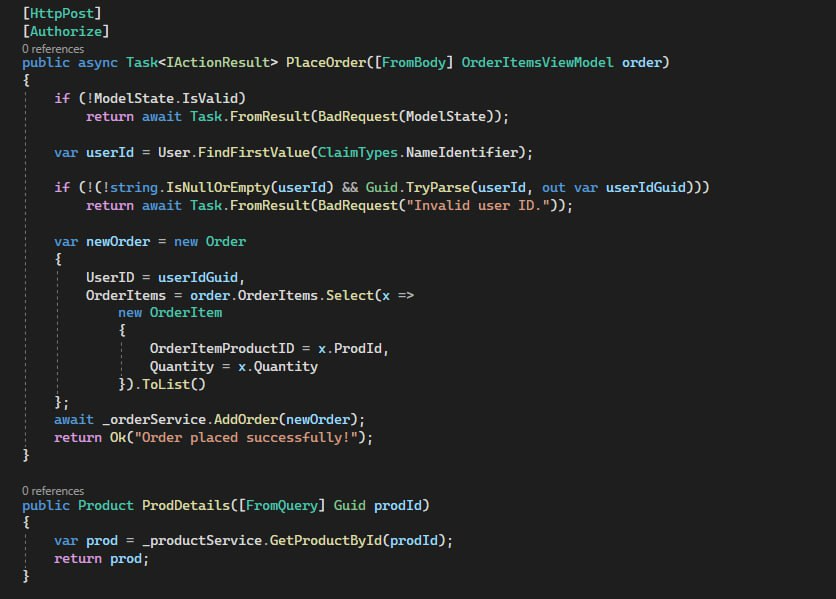 [HttpPost]
[Authorize]
0 references
public async Task<IActionResult> PlaceOrder([FromBody] OrderItemsViewModel order)
{
    if (!ModelState.IsValid)
        return await Task.FromResult(BadRequest(ModelState));

    var userId = User.FindFirstValue(ClaimTypes.NameIdentifier);

    if (!(!string.IsNullOrEmpty(userId) && Guid.TryParse(userId, out var userIdGuid)))
        return await Task.FromResult(BadRequest("Invalid user ID."));

    var newOrder = new Order
    {
        UserID = userIdGuid,
        OrderItems = order.OrderItems.Select(x =>
            new OrderItem
            {
                OrderItemProductID = x.ProdId,
                Quantity = x.Quantity
            }).ToList()
    };
    await _orderService.AddOrder(newOrder);
    return Ok("Order placed successfully!");
}

0 references
public Product ProdDetails([FromQuery] Guid prodId)
{
    var prod = _productService.GetProductById(prodId);
    return prod;
}